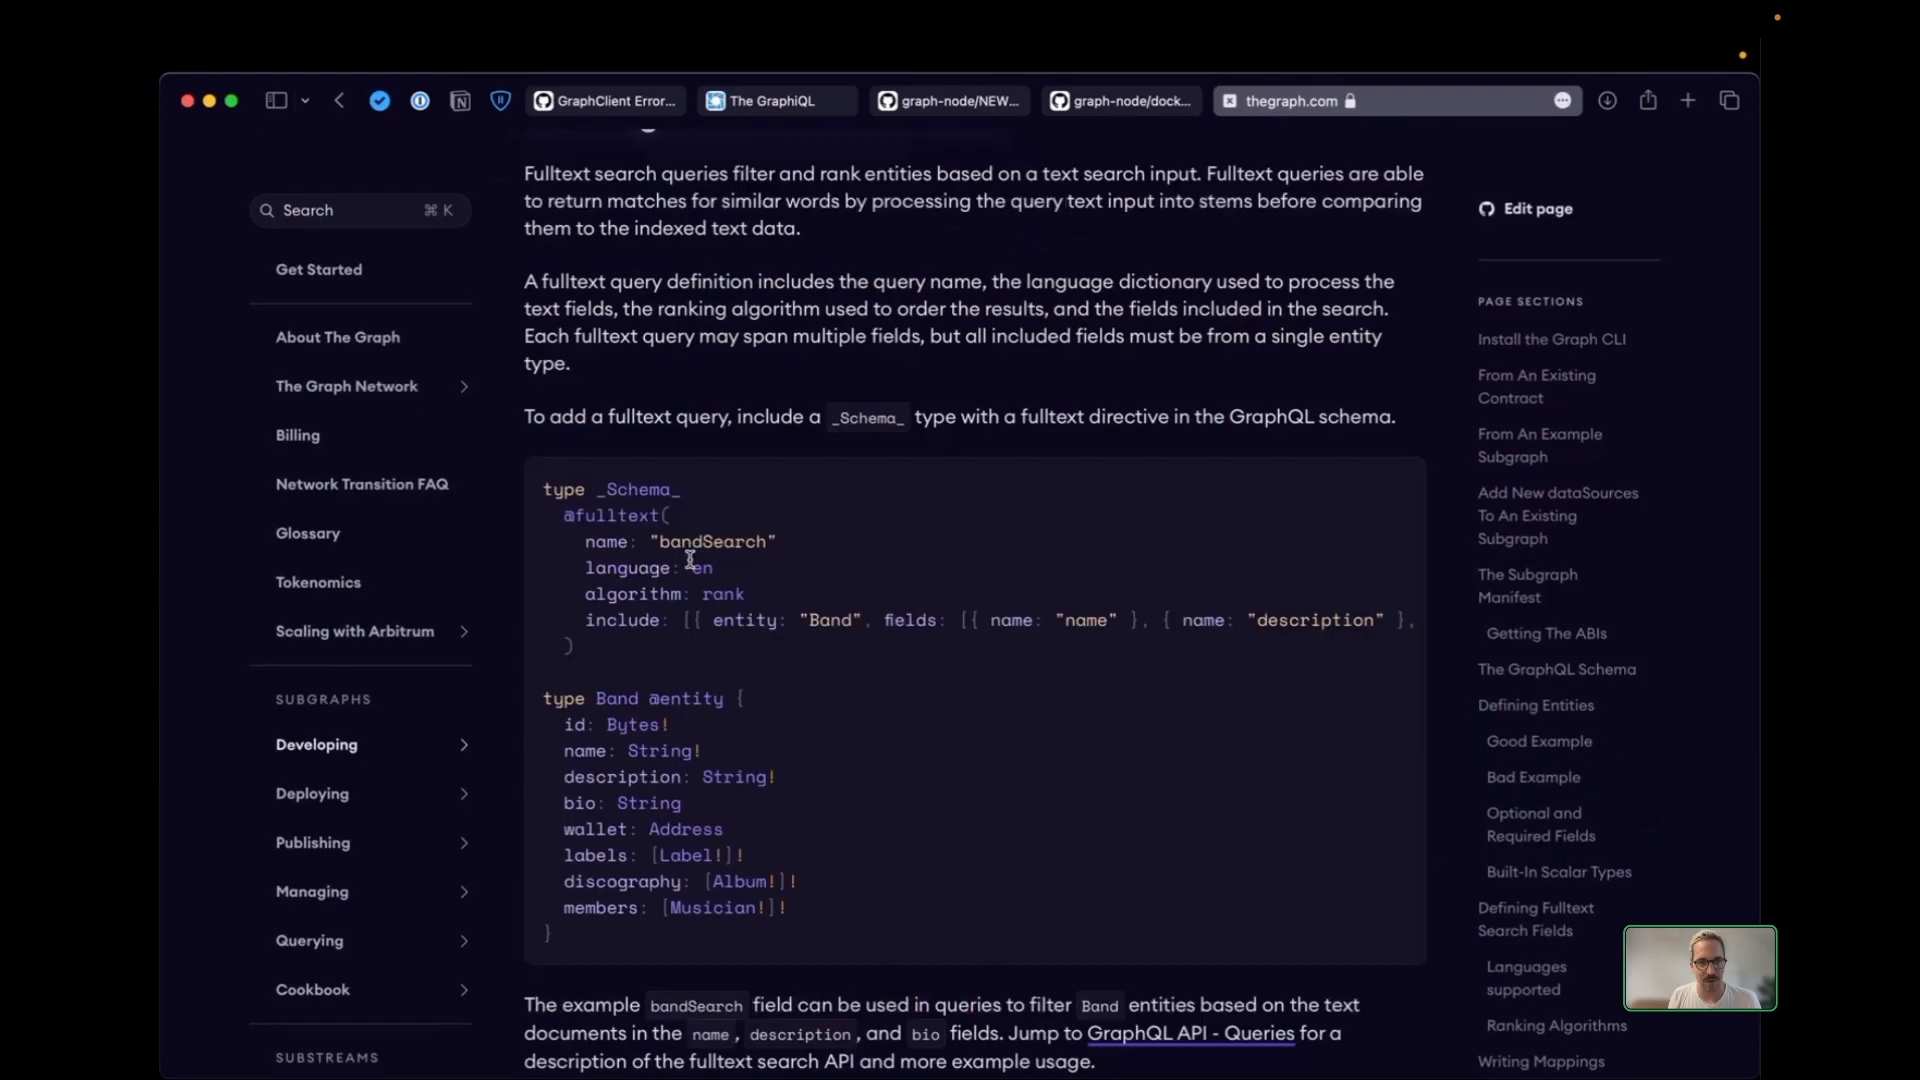 GraphClient Error...
The GraphiQL
graph-node/NEW...
graph-node/dock...
thegraph.com
Search
⌘ K
Get Started
About The Graph
The Graph Network
Billing
Network Transition FAQ
Glossary
Tokenomics
Scaling with Arbitrum
SUBGRAPHS
Developing
Deploying
Publishing
Managing
Querying
Cookbook
SUBSTREAMS
Fulltext search queries filter and rank entities based on a text search input. Fulltext queries are able
to return matches for similar words by processing the query text input into stems before comparing
them to the indexed text data.
A fulltext query definition includes the query name, the language dictionary used to process the
text fields, the ranking algorithm used to order the results, and the fields included in the search.
Each fulltext query may span multiple fields, but all included fields must be from a single entity
type.
To add a fulltext query, include a _Schema_ type with a fulltext directive in the GraphQL schema.
type _Schema_
@fulltext(
name: "bandSearch"
language: en
algorithm: rank
include: [{ entity: "Band", fields: [{ name: "name" }, { name: "description" },
)
type Band @entity {
id: Bytes!
name: String!
description: String!
bio: String
wallet: Address
labels: [Label!]!
discography: [Album!]!
members: [Musician!]!
}
The example bandSearch field can be used in queries to filter Band entities based on the text
documents in the name, description, and bio fields. Jump to GraphQL API - Queries for a
description of the fulltext search API and more example usage.
Edit page
PAGE SECTIONS
Install the Graph CLI
From An Existing
Contract
From An Example
Subgraph
Add New dataSources
To An Existing
Subgraph
The Subgraph
Manifest
Getting The ABIs
The GraphQL Schema
Defining Entities
Good Example
Bad Example
Optional and
Required Fields
Built-In Scalar Types
Defining Fulltext
Search Fields
Languages
supported
Ranking Algorithms
Writing Mappings